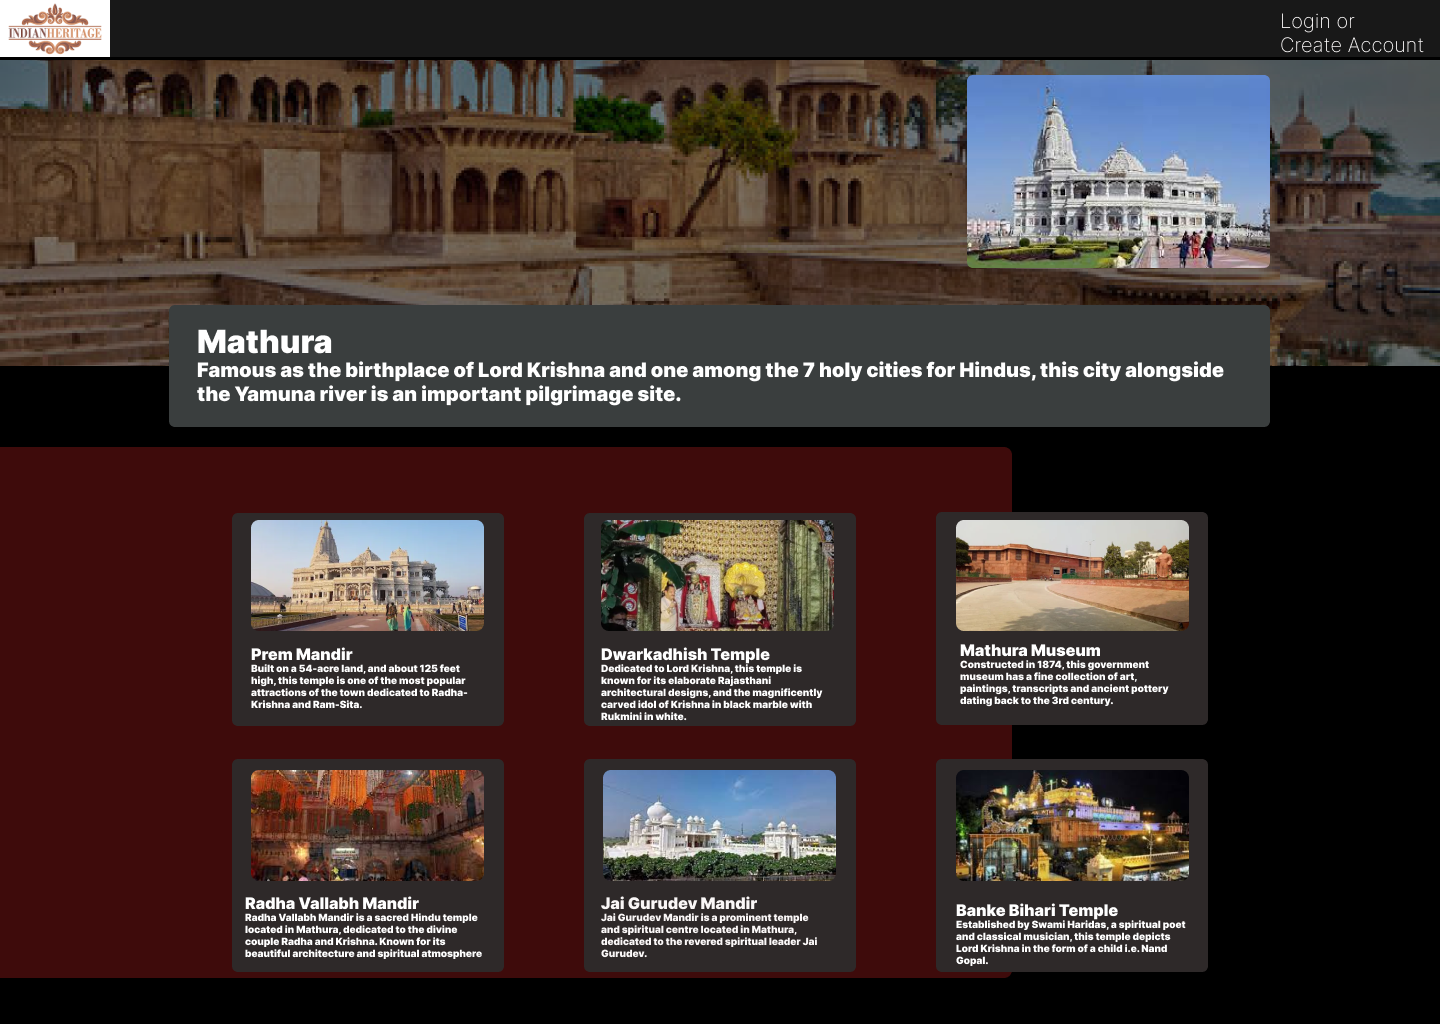 INDIANHERITAGE
Login or
Create Account
Mathura
Famous as the birthplace of Lord Krishna and one among the 7 holy cities for Hindus, this city alongside
the Yamuna river is an important pilgrimage site.
Prem Mandir
Built on a 54-acre land, and about 125 feet
high, this temple is one of the most popular
attractions of the town dedicated to Radha-
Krishna and Ram-Sita.
Dwarkadhish Temple
Dedicated to Lord Krishna, this temple is
known for its elaborate Rajasthani
architectural designs, and the magnificently
carved idol of Krishna in black marble with
Rukmini in white.
Mathura Museum
Constructed in 1874, this government
museum has a fine collection of art,
paintings, transcripts and ancient pottery
dating back to the 3rd century.
Radha Vallabh Mandir
Radha Vallabh Mandir is a sacred Hindu temple
located in Mathura, dedicated to the divine
couple Radha and Krishna. Known for its
beautiful architecture and spiritual atmosphere
Jai Gurudev Mandir
Jai Gurudev Mandir is a prominent temple
and spiritual centre located in Mathura,
dedicated to the revered spiritual leader Jai
Gurudev.
Banke Bihari Temple
Established by Swami Haridas, a spiritual poet
and classical musician, this temple depicts
Lord Krishna in the form of a child i.e. Nand
Gopal.